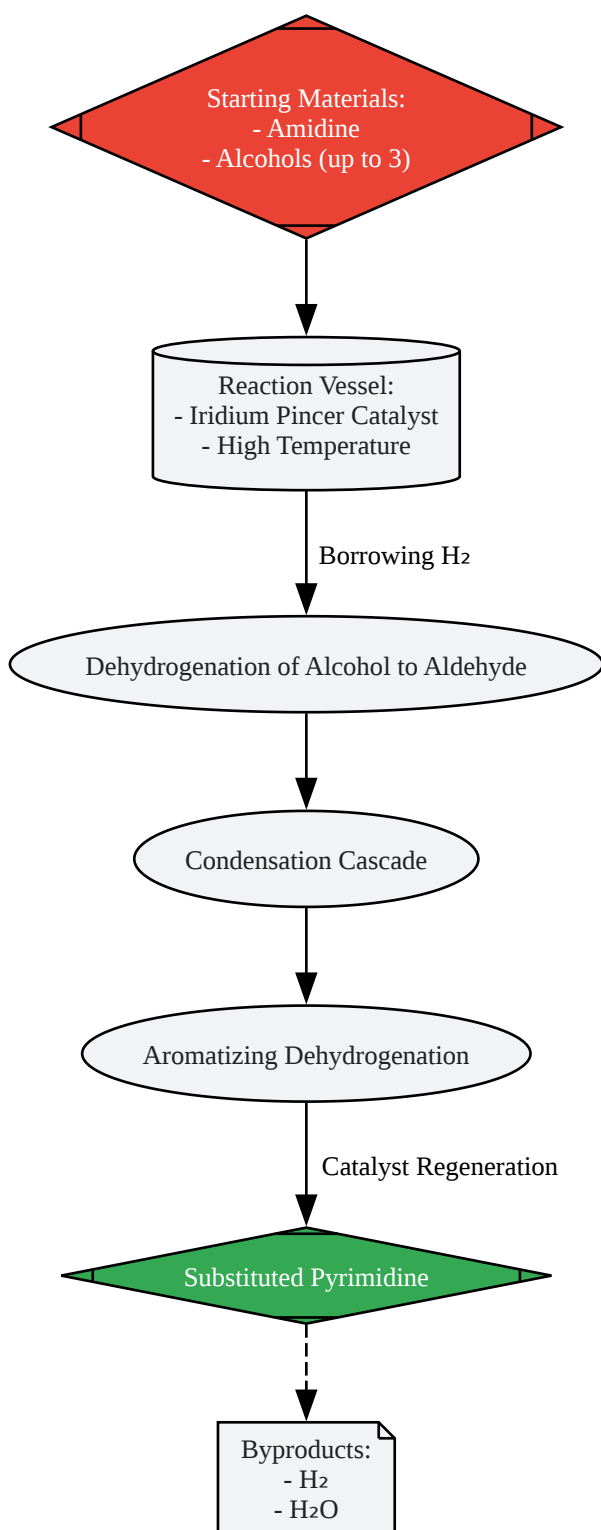 Starting Materials:
- Amidine
- Alcohols (up to 3)
Reaction Vessel:
- Iridium Pincer Catalyst
- High Temperature
Borrowing H₂
Dehydrogenation of Alcohol to Aldehyde
Condensation Cascade
Aromatizing Dehydrogenation
Catalyst Regeneration
Substituted Pyrimidine
Byproducts:
- H₂
- H₂O